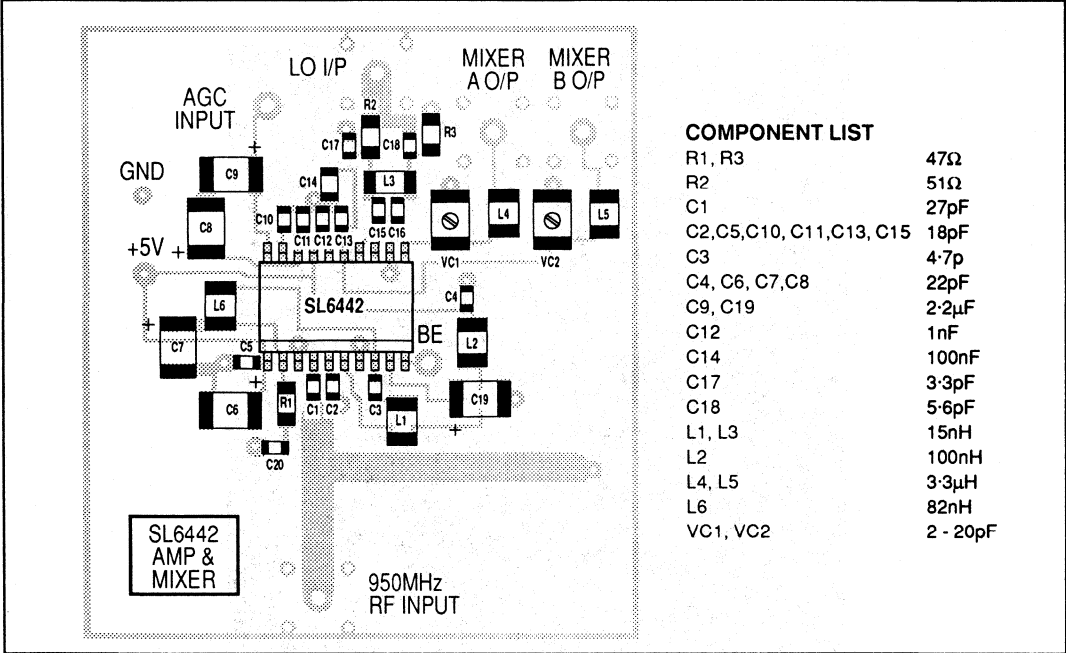 LO I/P
MIXER A O/P
MIXER B O/P
AGC INPUT
R2
R3
C17
C18
+
GND
C9
C14
L3
C8
C10
C11
C12
C13
C15
C16
L4
L5
VC1
VC2
+5V
+
SL6442
L6
C4
BE
L2
+
C7
C5
+
C6
R1
C1
C2
C3
L1
C19
+
C20
SL6442
AMP &
MIXER
950MHz
RF INPUT
COMPONENT LIST
R1, R3 47Ω
R2 51Ω
C1 27pF
C2,C5,C10, C11,C13, C15 18pF
C3 4·7p
C4, C6, C7,C8 22pF
C9, C19 2·2µF
C12 1nF
C14 100nF
C17 3·3pF
C18 5·6pF
L1, L3 15nH
L2 100nH
L4, L5 3·3µH
L6 82nH
VC1, VC2 2 - 20pF